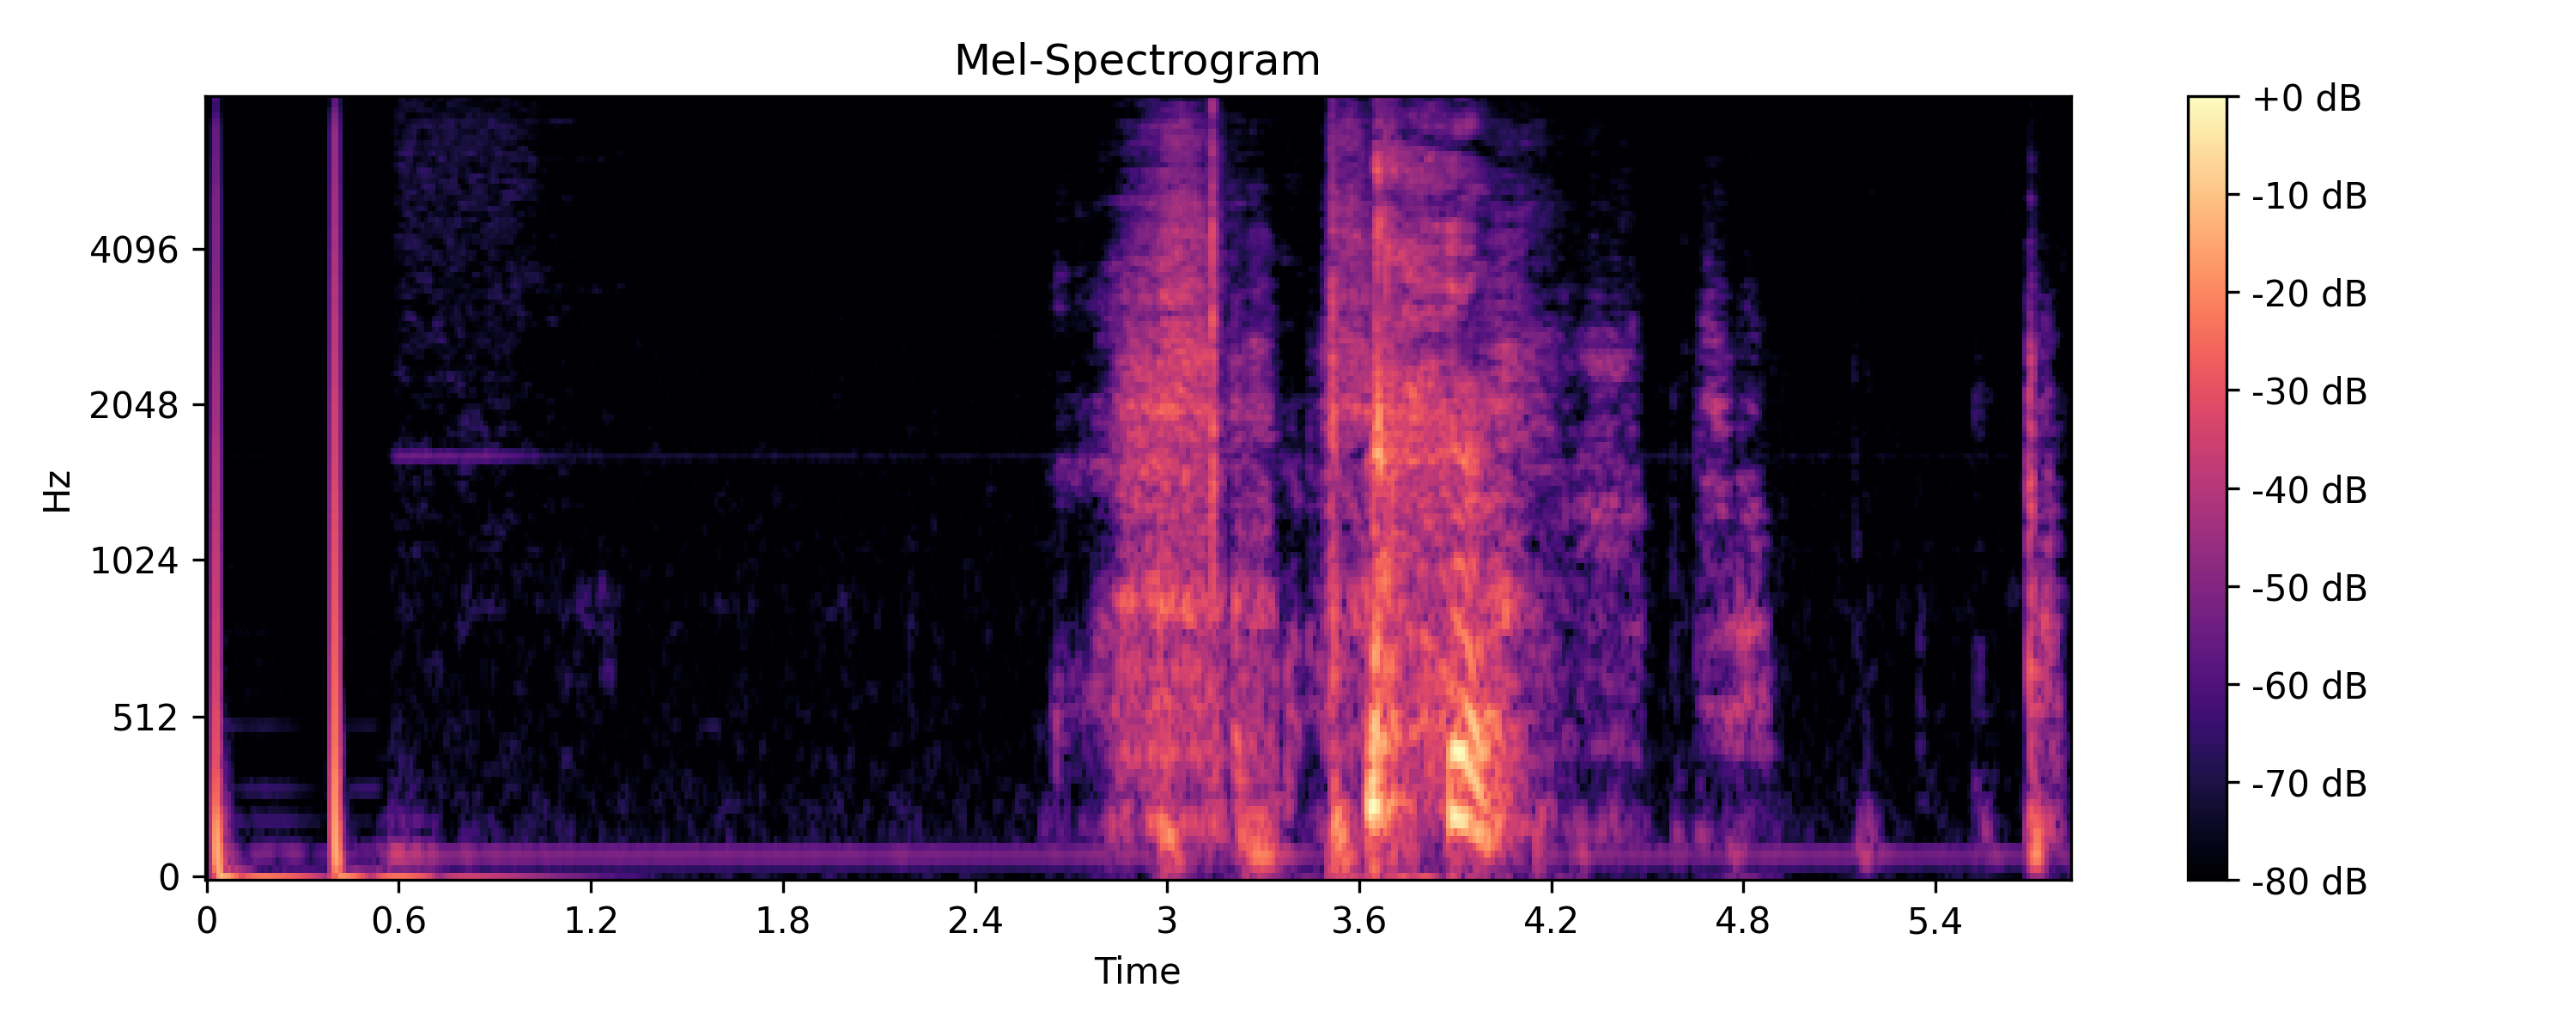 Mel-Spectrogram
+0 dB
-10 dB
-20 dB
-30 dB
-40 dB
-50 dB
-60 dB
-70 dB
-80 dB
Hz
4096
2048
1024
512
0
0 0.6 1.2 1.8 2.4 3 3.6 4.2 4.8 5.4
Time